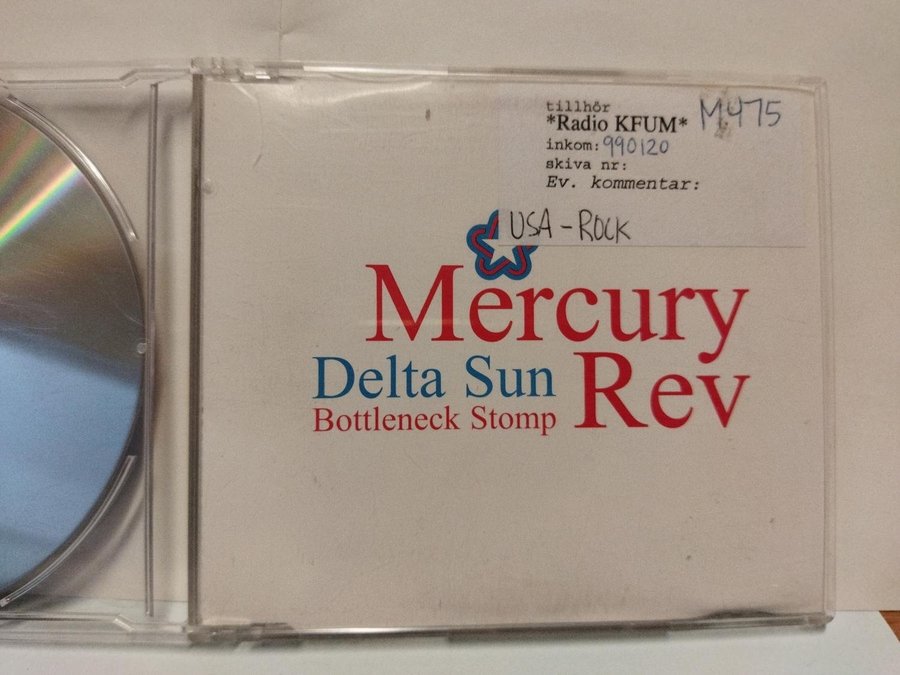 tillhör
*Radio KFUM* M475
inkom: 990120
skiva nr:
Ev. kommentar:
USA - ROCK
Mercury
Rev
Delta Sun
Bottleneck Stomp